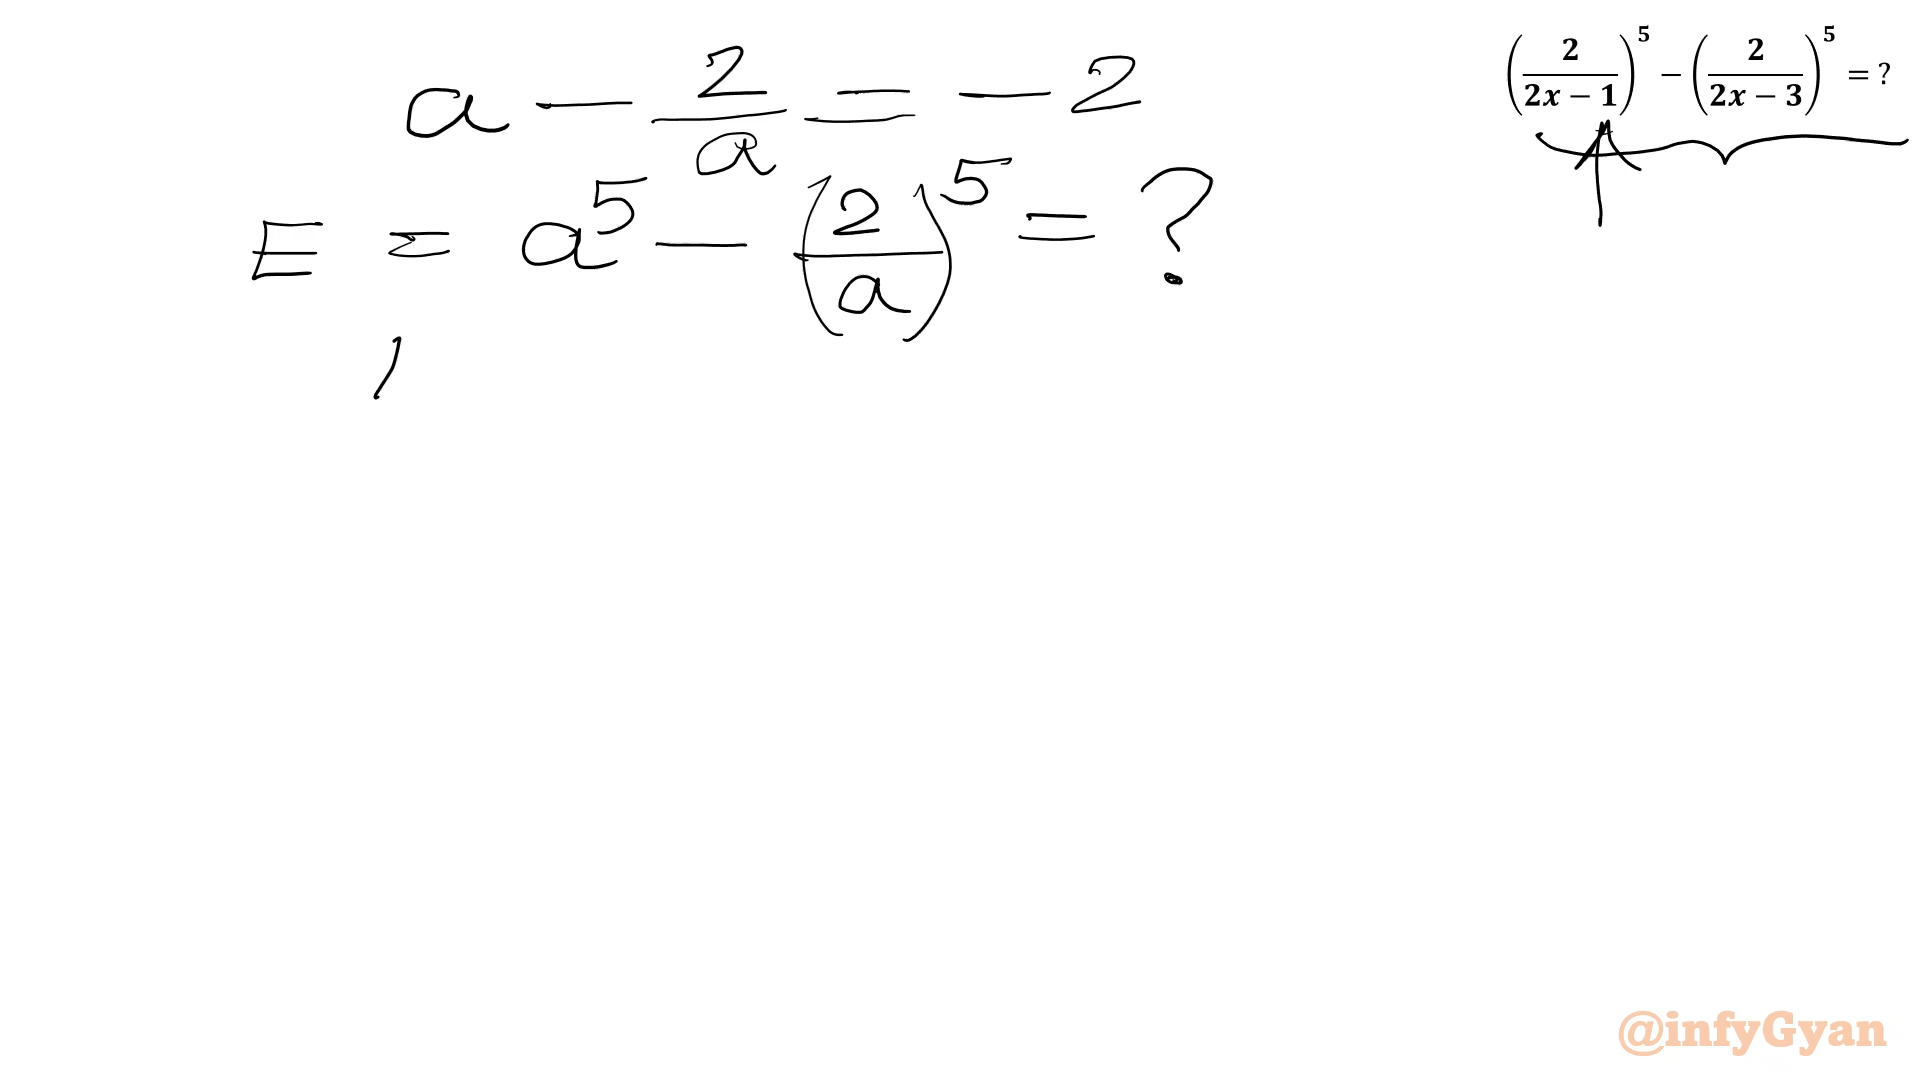 a - 2/a = -2
(2/(2x - 1))^5 - (2/(2x - 3))^5 = ?
E = a^5 - (2/a)^5 = ?
@infyGyan